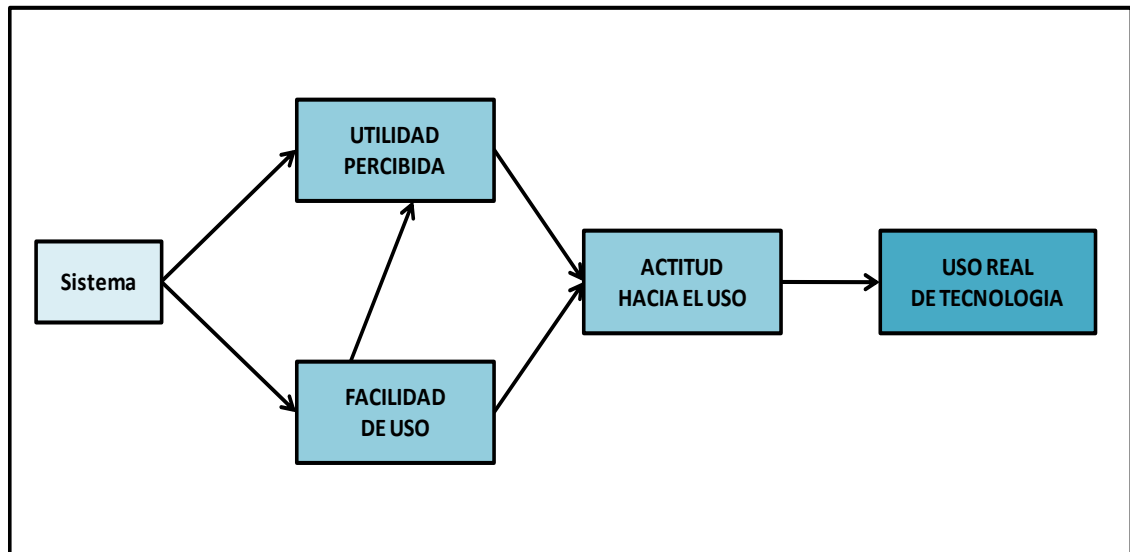 UTILIDAD
PERCIBIDA
Sistema
ACTITUD
HACIA EL USO
USO REAL
DE TECNOLOGIA
FACILIDAD
DE USO